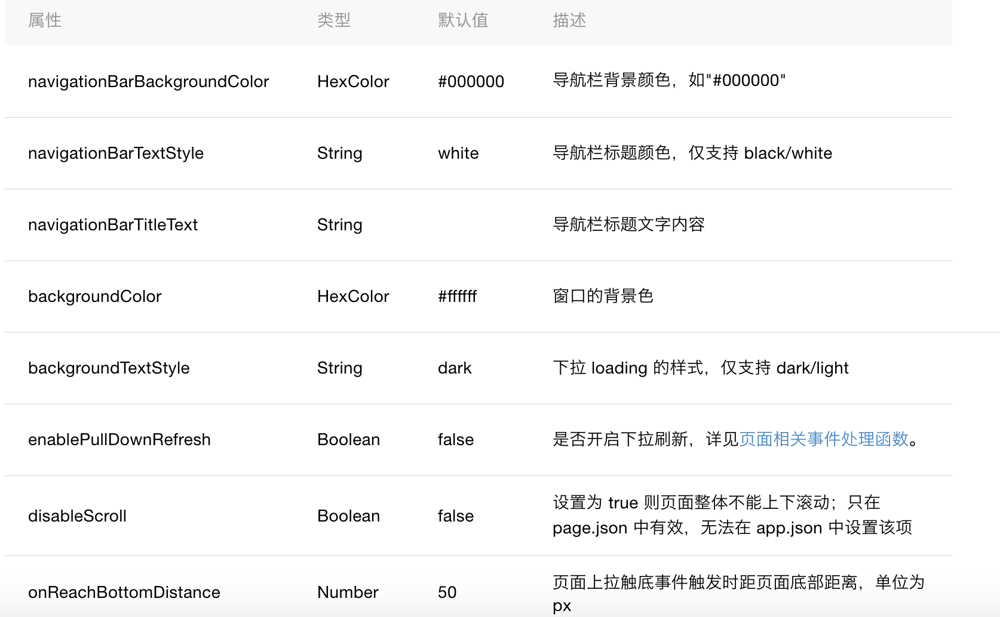 属性 类型 默认值 描述
navigationBarBackgroundColor HexColor #000000 导航栏背景颜色，如"#000000"
navigationBarTextStyle String white 导航栏标题颜色，仅支持 black/white
navigationBarTitleText String 导航栏标题文字内容
backgroundColor HexColor #ffffff 窗口的背景色
backgroundTextStyle String dark 下拉 loading 的样式，仅支持 dark/light
enablePullDownRefresh Boolean false 是否开启下拉刷新，详见页面相关事件处理函数。
disableScroll Boolean false 设置为 true 则页面整体不能上下滚动；只在
page.json 中有效，无法在 app.json 中设置该项
onReachBottomDistance Number 50 页面上拉触底事件触发时距页面底部距离，单位为
px